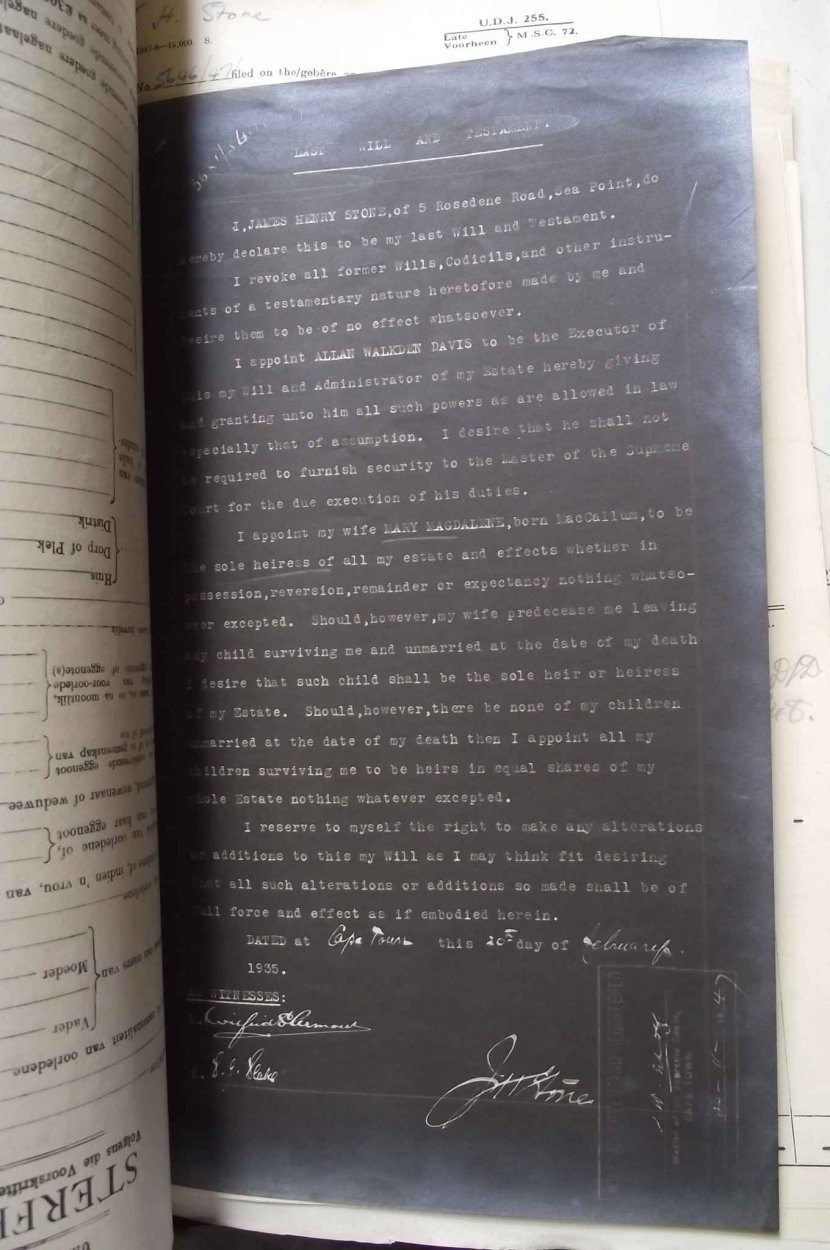 H. Stone
U.D.J. 255.
Late
Voorheen } M.S.C. 72.
No. 5646/47 filed on the/gebêre
LAST WILL AND TESTAMENT.
I,JAMES HENRY STONE,of 5 Rosedene Road,Sea Point,do
hereby declare this to be my last Will and Testament.
I revoke all former Wills,Codicils,and other instru-
ments of a testamentary nature heretofore made by me and
desire them to be of no effect whatsoever.
I appoint ALLAN WALKDEN DAVIS to be the Executor of
this my Will and Administrator of my Estate hereby giving
and granting unto him all such powers as are allowed in law
especially that of assumption. I desire that he shall not
be required to furnish security to the Master of the Supreme
Court for the due execution of his duties.
I appoint my wife MARY MAGDALENE,born MacCallum,to be
the sole heiress of all my estate and effects whether in
possession,reversion,remainder or expectancy nothing whatso-
ever excepted. Should,however,my wife predecease me leaving
any child surviving me and unmarried at the date of my death
I desire that such child shall be the sole heir or heiress
of my Estate. Should,however,there be none of my children
unmarried at the date of my death then I appoint all my
children surviving me to be heirs in equal shares of my
whole Estate nothing whatever excepted.
I reserve to myself the right to make any alterations
or additions to this my Will as I may think fit desiring
that all such alterations or additions so made shall be of
full force and effect as if embodied herein.
DATED at Cape Town this 20th day of February.
1935.
WITNESSES:
J H Stone
CAPE TOWN
Huis
Dorp of Plek
Distrik
Moeder
Vader
van oorledene
Volgens die Voorskrifte